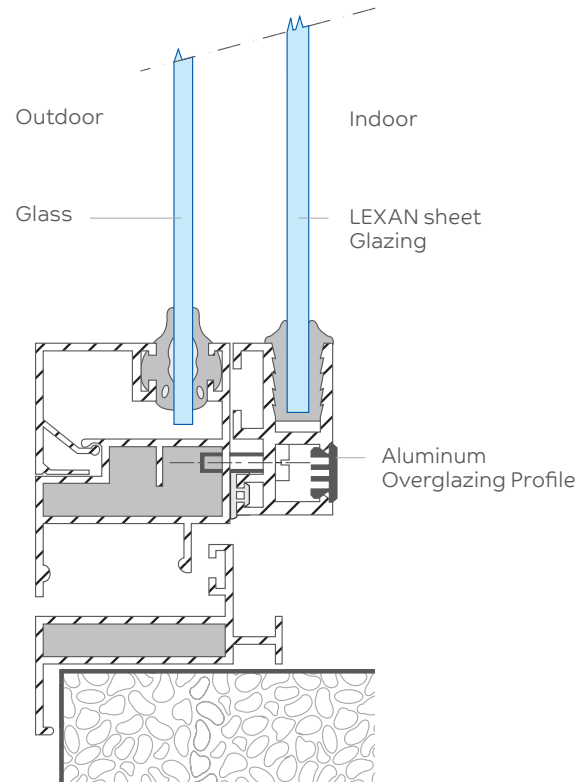 Outdoor
Indoor
Glass
LEXAN sheet
Glazing
Aluminum
Overglazing Profile